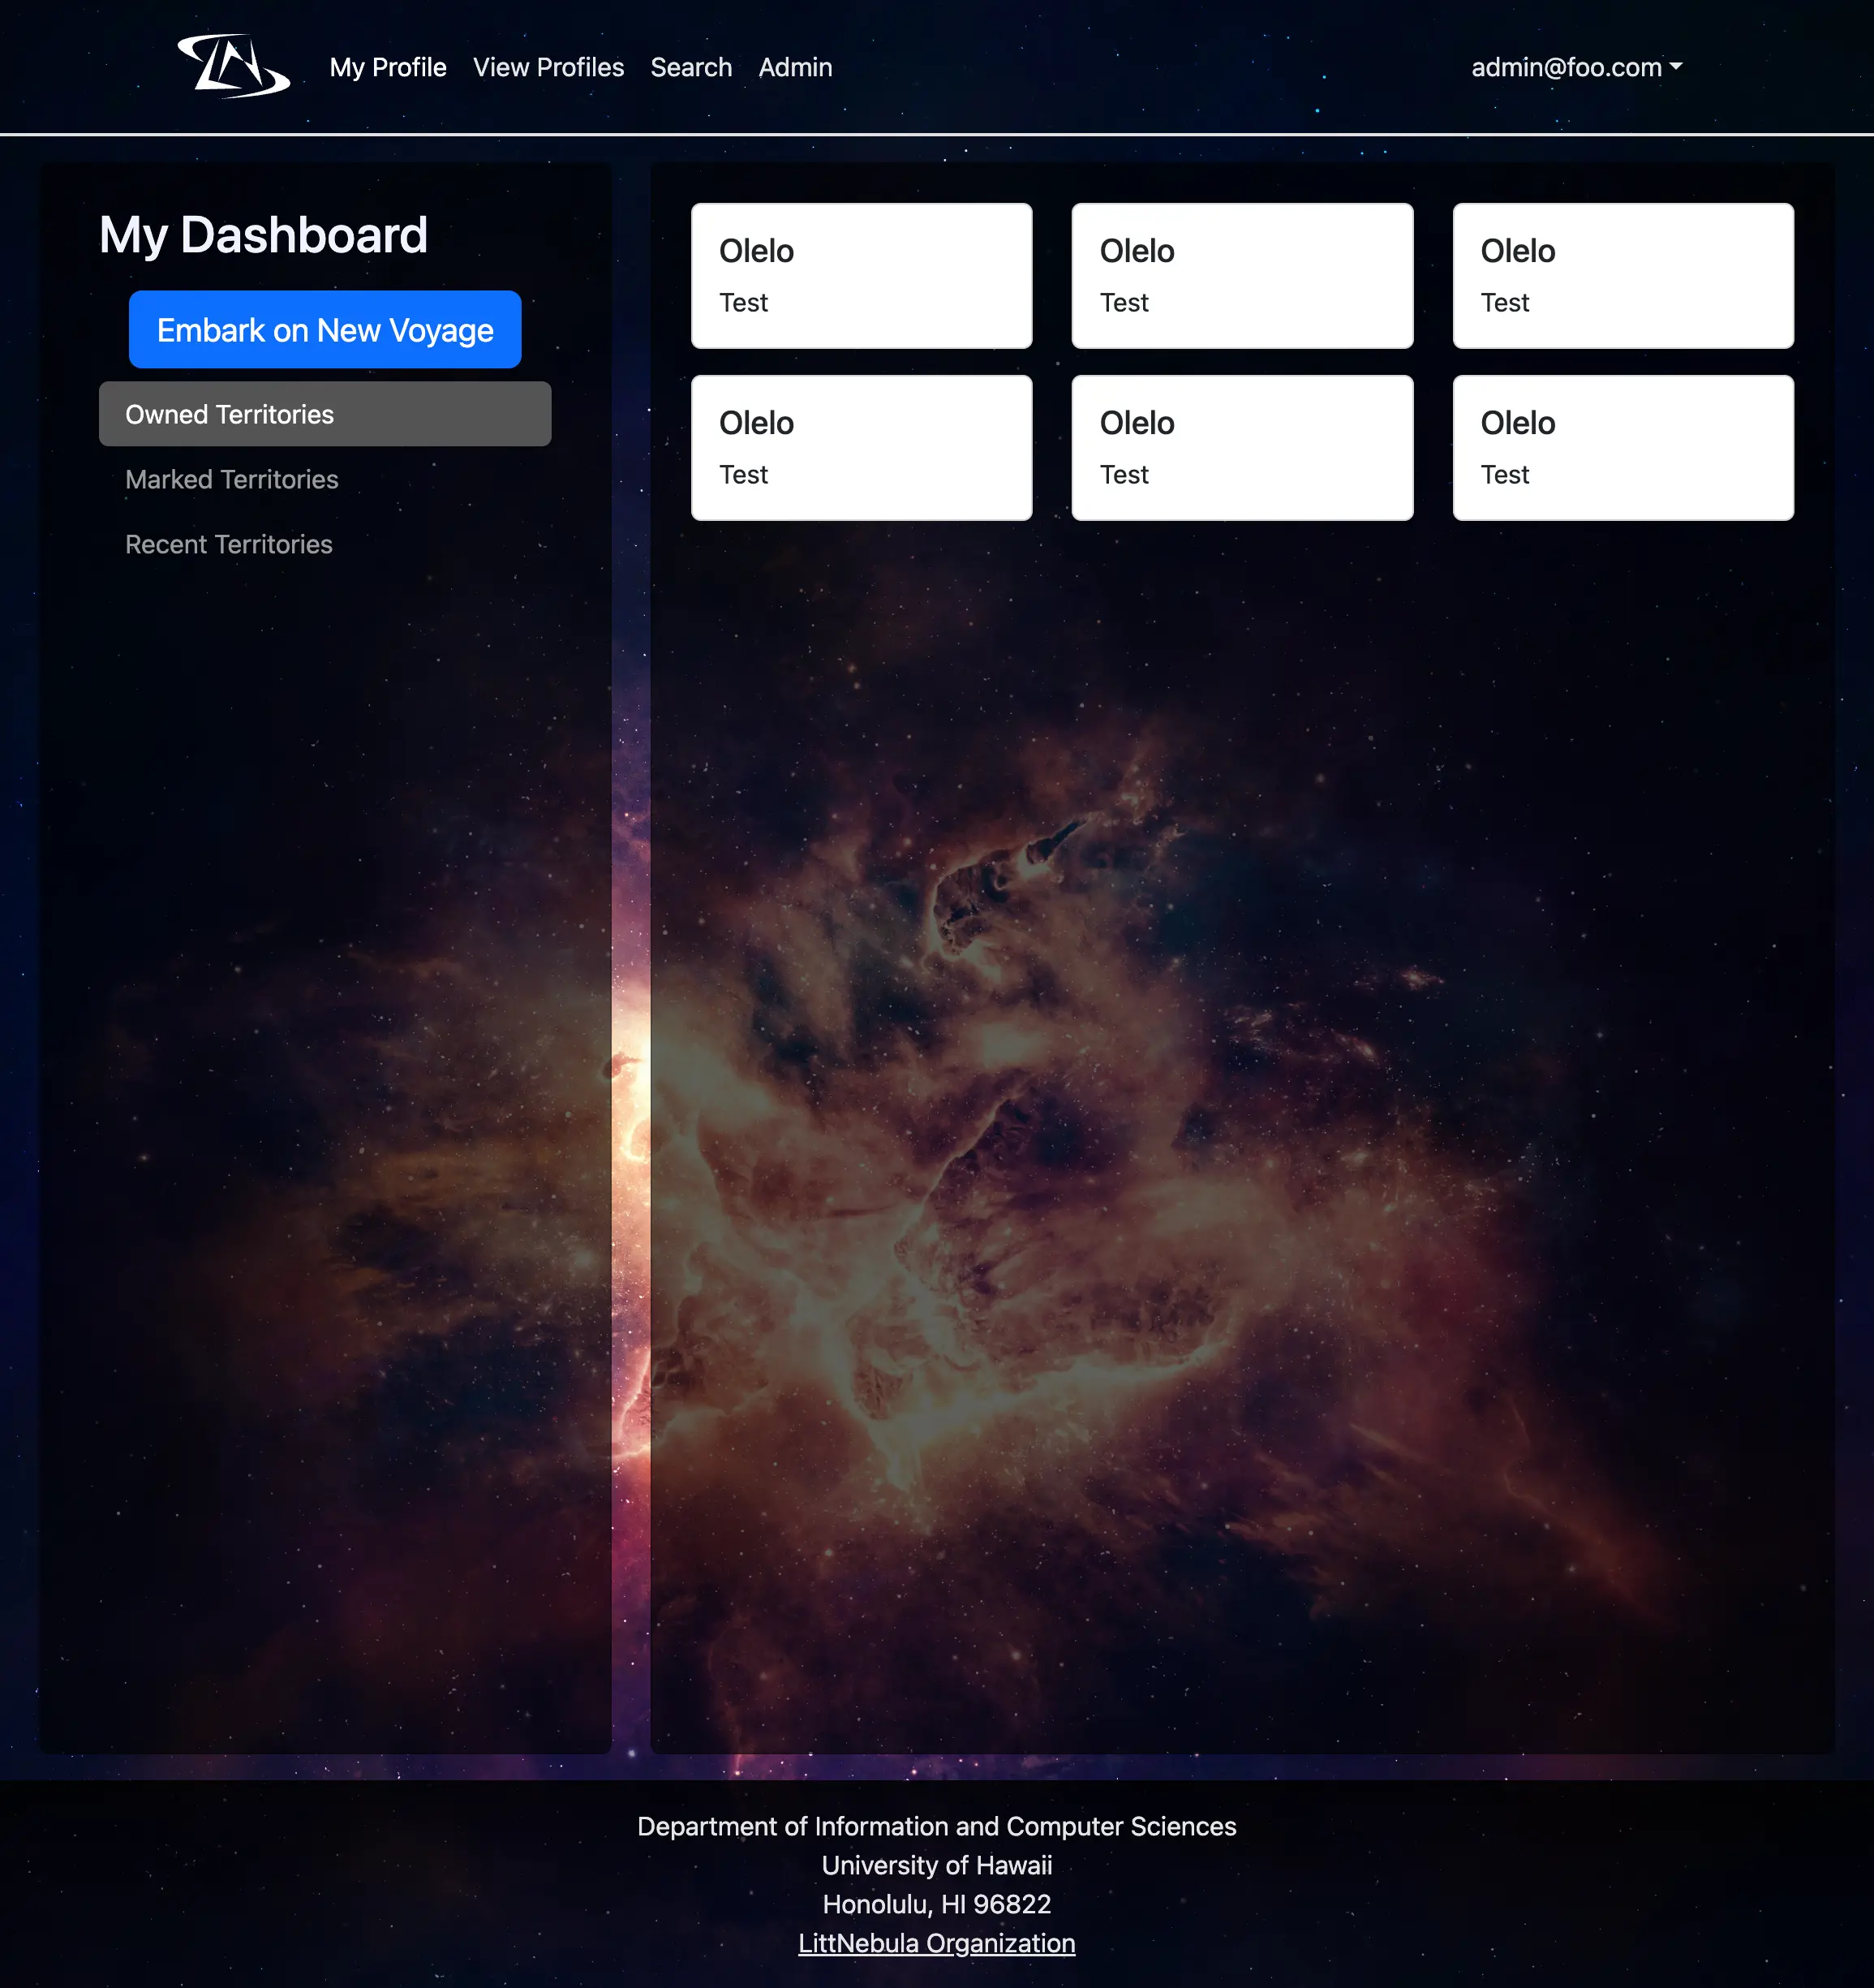 My Profile View Profiles Search Admin admin@foo.com
My Dashboard
Embark on New Voyage
Owned Territories
Marked Territories
Recent Territories
Olelo
Test
Olelo
Test
Olelo
Test
Olelo
Test
Olelo
Test
Olelo
Test
Department of Information and Computer Sciences
University of Hawaii
Honolulu, HI 96822
LittNebula Organization